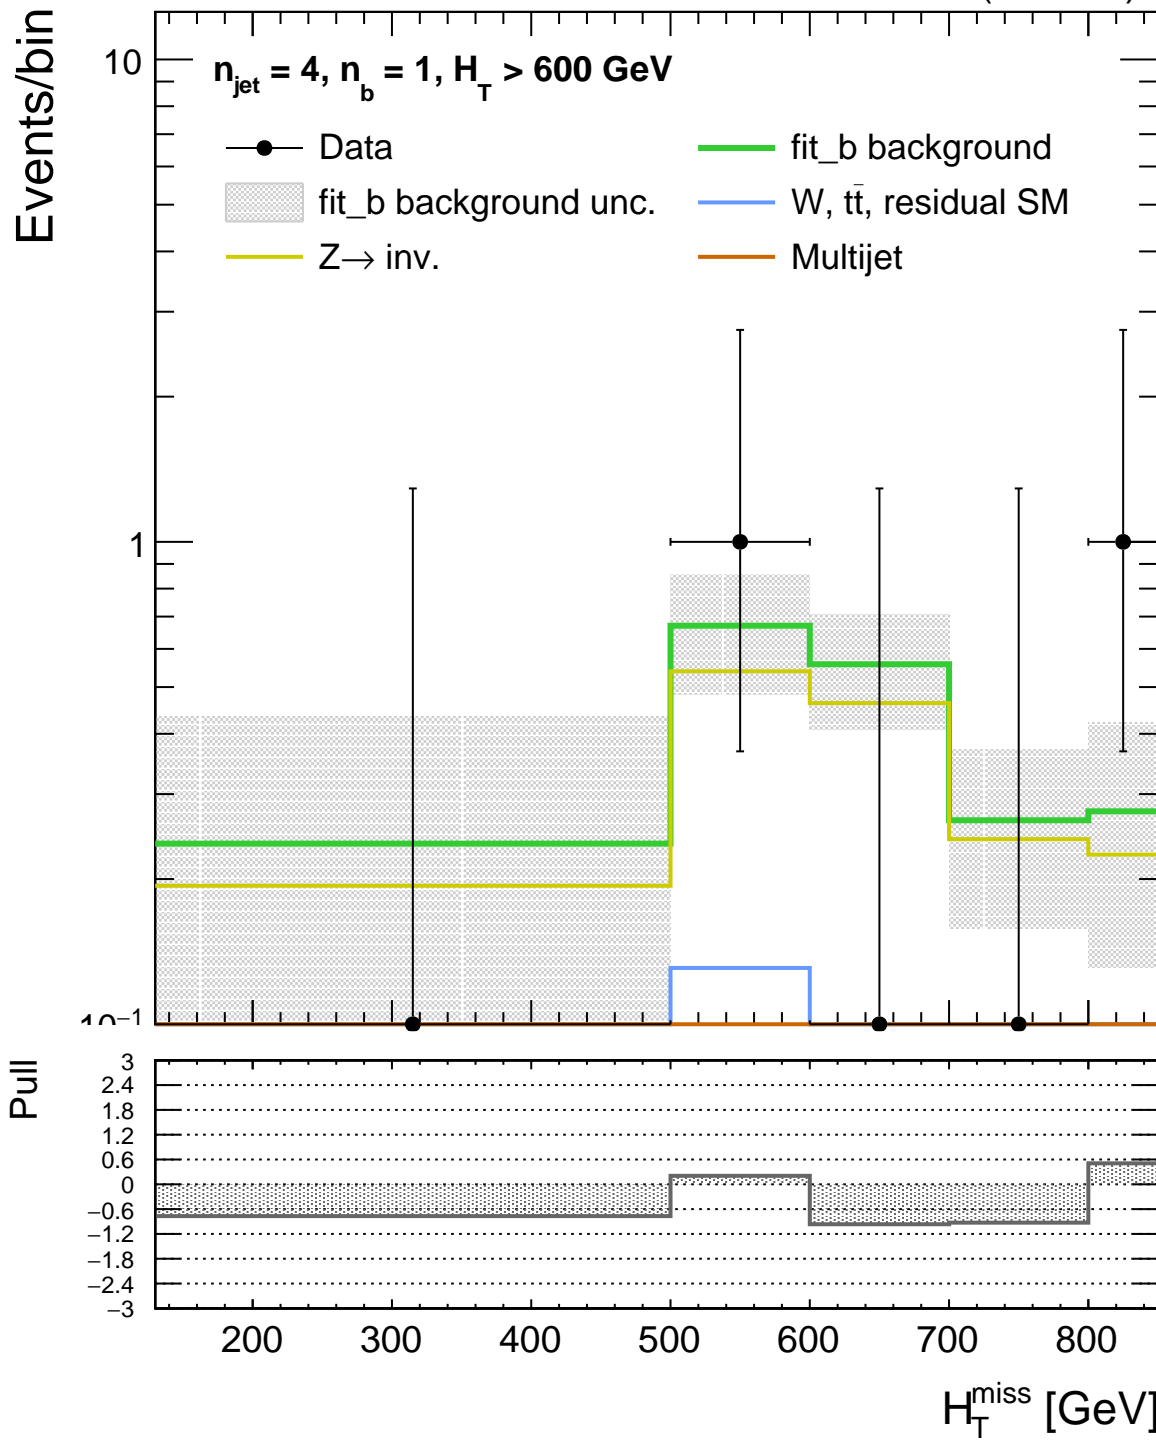 Events/bin
10
n_jet = 4, n_b = 1, H_T > 600 GeV
Data
fit_b background
fit_b background unc.
W, tt̄, residual SM
Z→ inv.
Multijet
1
10⁻¹
Pull
3
2.4
1.8
1.2
0.6
0
−0.6
−1.2
−1.8
−2.4
−3
200 300 400 500 600 700 800
H_T^miss [GeV]